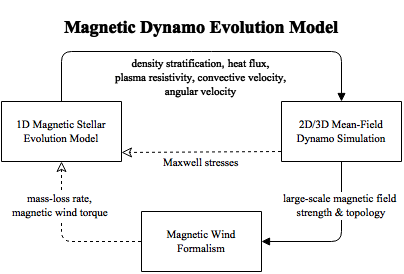 Magnetic Dynamo Evolution Model
density stratification, heat flux,
plasma resistivity, convective velocity,
angular velocity
1D Magnetic Stellar
Evolution Model
2D/3D Mean-Field
Dynamo Simulation
Maxwell stresses
mass-loss rate,
magnetic wind torque
large-scale magnetic field
strength & topology
Magnetic Wind
Formalism